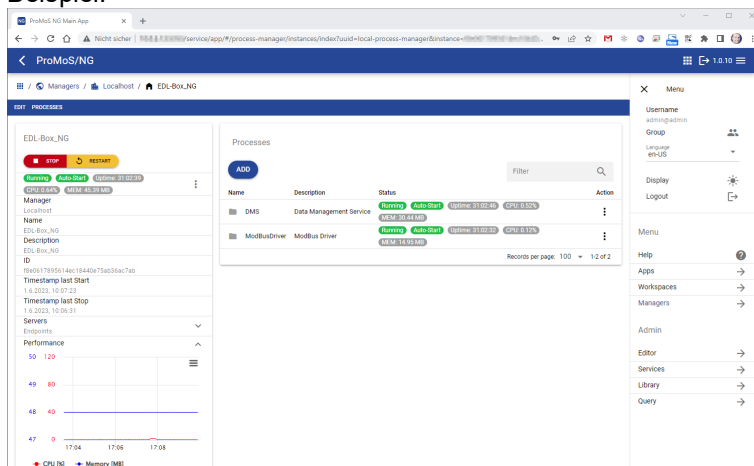 Beispiel:
ProMoS NG Main App
Nicht sicher
/service/app/#/process-manager/instances/index?uuid=local-process-manager&instance=
New
ProMoS/NG
1.0.10
/ Managers / Localhost / EDL-Box_NG
EDIT PROCESSES
EDL-Box_NG
STOP RESTART
Running Auto-Start Uptime: 31:02:39
CPU: 0.64% MEM: 45.39 MB
Manager
Localhost
Name
EDL-Box_NG
Description
EDL-Box_NG
ID
f8e0617895614ec18440e75ab36ac7ab
Timestamp last Start
1.6.2023, 10:07:23
Timestamp last Stop
1.6.2023, 10:06:31
Servers
Endpoints
Performance
50 120
49 80
48 40
47 0
17:04 17:06 17:08
CPU [%] Memory [MB]
Processes
ADD
Filter
Name Description Status Action
DMS Data Management Service Running Auto-Start Uptime: 31:02:46 CPU: 0.52%
MEM: 30.44 MB
ModBusDriver ModBus Driver Running Auto-Start Uptime: 31:02:32 CPU: 0.12%
MEM: 14.95 MB
Records per page: 100 1-2 of 2
Menu
Username
admin@admin
Group
Language
en-US
Display
Logout
Menu
Help
Apps
Workspaces
Managers
Admin
Editor
Services
Library
Query